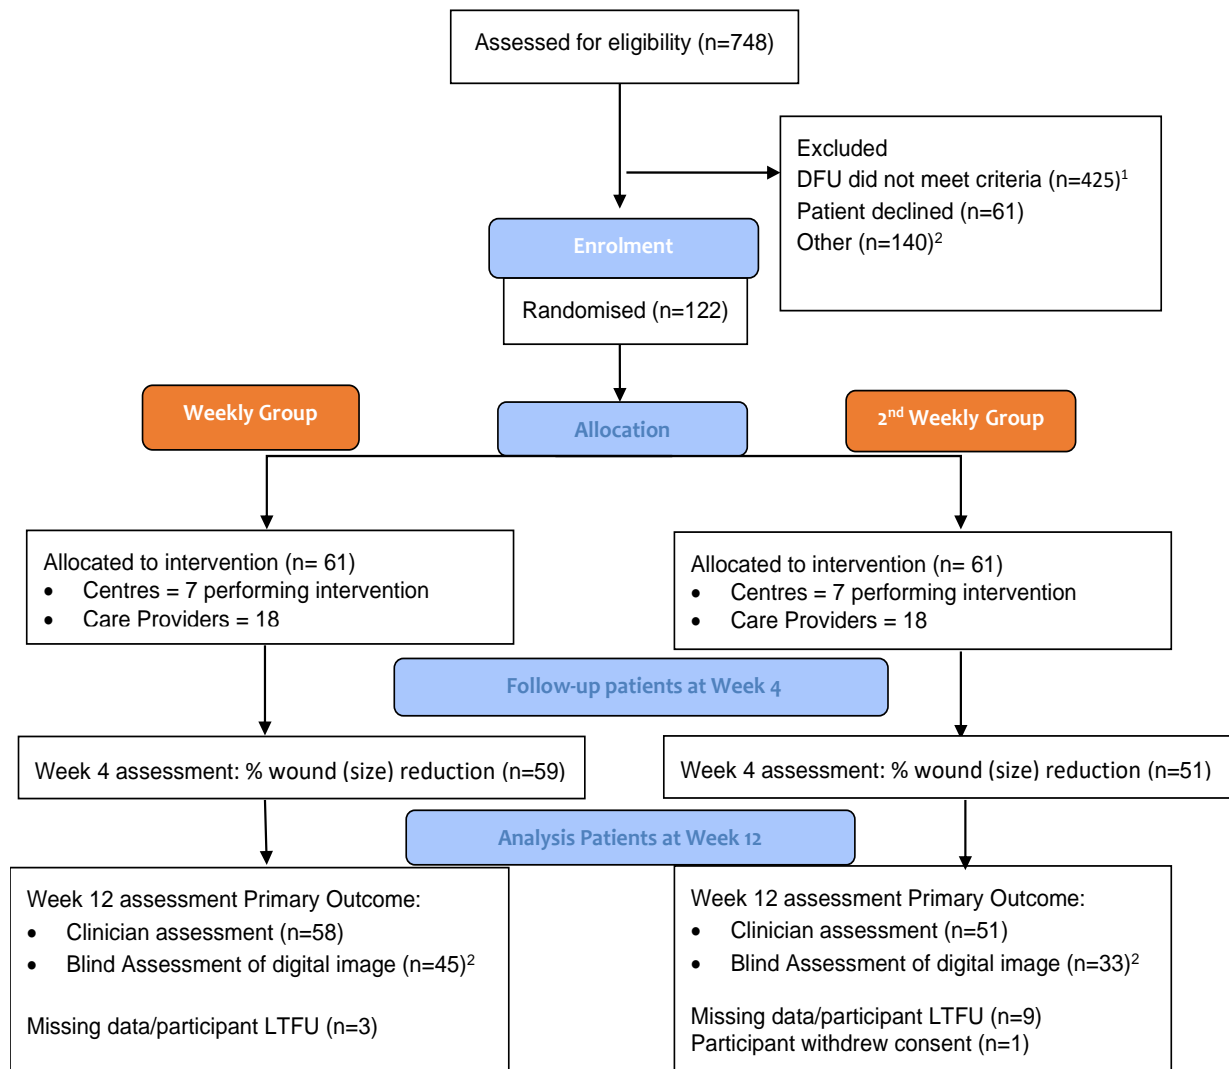 Assessed for eligibility (n=748)
Excluded
DFU did not meet criteria (n=425)¹
Patient declined (n=61)
Other (n=140)²
Enrolment
Randomised (n=122)
Weekly Group
Allocation
2nd Weekly Group
Allocated to intervention (n= 61)
• Centres = 7 performing intervention
• Care Providers = 18
Allocated to intervention (n= 61)
• Centres = 7 performing intervention
• Care Providers = 18
Follow-up patients at Week 4
Week 4 assessment: % wound (size) reduction (n=59)
Week 4 assessment: % wound (size) reduction (n=51)
Analysis Patients at Week 12
Week 12 assessment Primary Outcome:
• Clinician assessment (n=58)
• Blind Assessment of digital image (n=45)²
Missing data/participant LTFU (n=3)
Week 12 assessment Primary Outcome:
• Clinician assessment (n=51)
• Blind Assessment of digital image (n=33)²
Missing data/participant LTFU (n=9)
Participant withdrew consent (n=1)